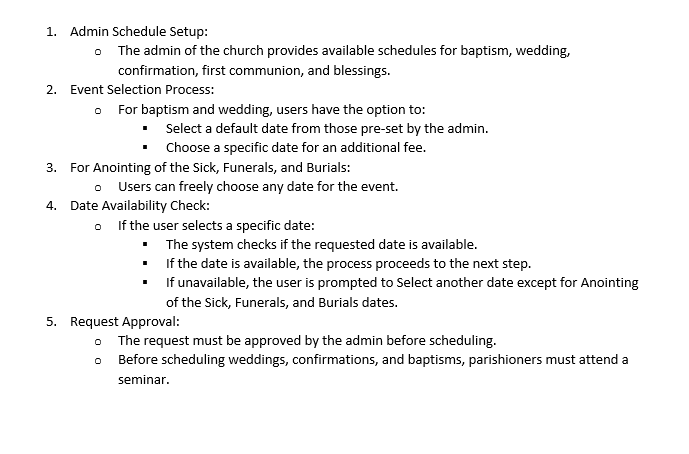 1. Admin Schedule Setup:
o The admin of the church provides available schedules for baptism, wedding,
confirmation, first communion, and blessings.
2. Event Selection Process:
o For baptism and wedding, users have the option to:
▪ Select a default date from those pre-set by the admin.
▪ Choose a specific date for an additional fee.
3. For Anointing of the Sick, Funerals, and Burials:
o Users can freely choose any date for the event.
4. Date Availability Check:
o If the user selects a specific date:
▪ The system checks if the requested date is available.
▪ If the date is available, the process proceeds to the next step.
▪ If unavailable, the user is prompted to Select another date except for Anointing
of the Sick, Funerals, and Burials dates.
5. Request Approval:
o The request must be approved by the admin before scheduling.
o Before scheduling weddings, confirmations, and baptisms, parishioners must attend a
seminar.